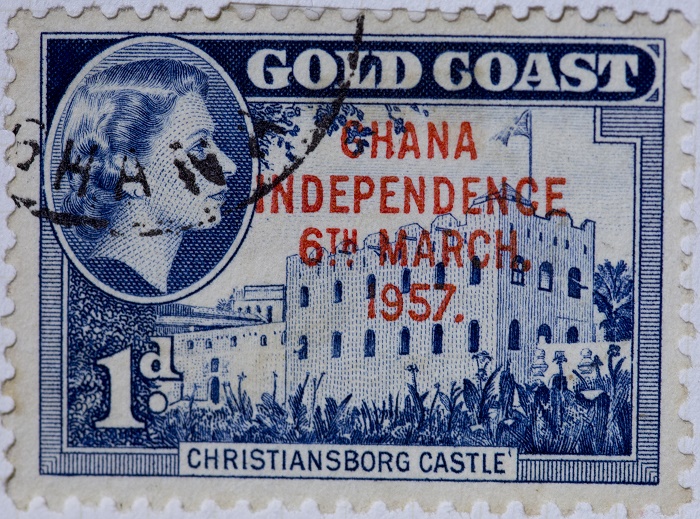 GOLD COAST
GHANA
INDEPENDENCE
6TH MARCH,
1957.
1d
CHRISTIANSBORG CASTLE